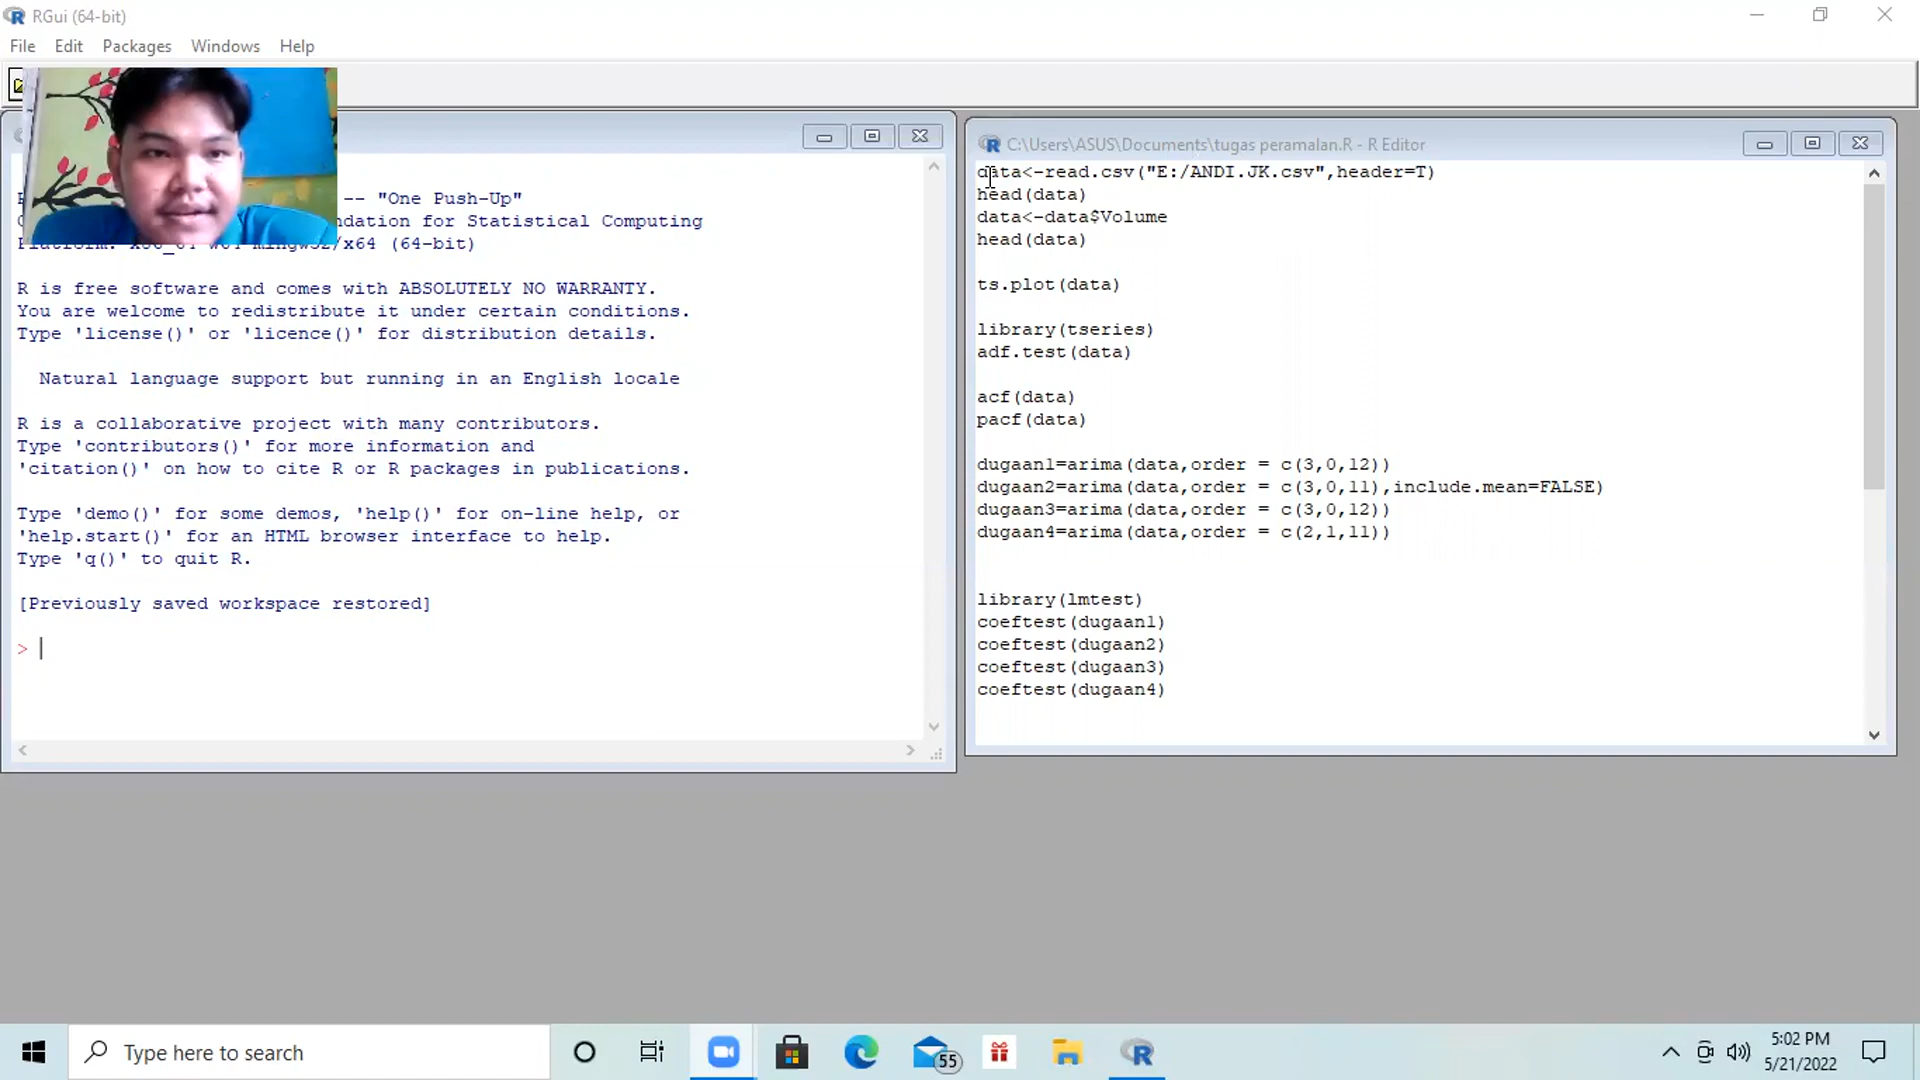 RGui (64-bit)
File Edit Packages Windows Help
-- "One Push-Up"
ndation for Statistical Computing
(64-bit)
R is free software and comes with ABSOLUTELY NO WARRANTY.
You are welcome to redistribute it under certain conditions.
Type 'license()' or 'licence()' for distribution details.
Natural language support but running in an English locale
R is a collaborative project with many contributors.
Type 'contributors()' for more information and
'citation()' on how to cite R or R packages in publications.
Type 'demo()' for some demos, 'help()' for on-line help, or
'help.start()' for an HTML browser interface to help.
Type 'q()' to quit R.
[Previously saved workspace restored]
>
C:\Users\ASUS\Documents\tugas peramalan.R - R Editor
data<-read.csv("E:/ANDI.JK.csv",header=T)
head(data)
data<-data$Volume
head(data)
ts.plot(data)
library(tseries)
adf.test(data)
acf(data)
pacf(data)
dugaan1=arima(data,order = c(3,0,12))
dugaan2=arima(data,order = c(3,0,11),include.mean=FALSE)
dugaan3=arima(data,order = c(3,0,12))
dugaan4=arima(data,order = c(2,1,11))
library(lmtest)
coeftest(dugaan1)
coeftest(dugaan2)
coeftest(dugaan3)
coeftest(dugaan4)
Type here to search
55
5:02 PM
5/21/2022